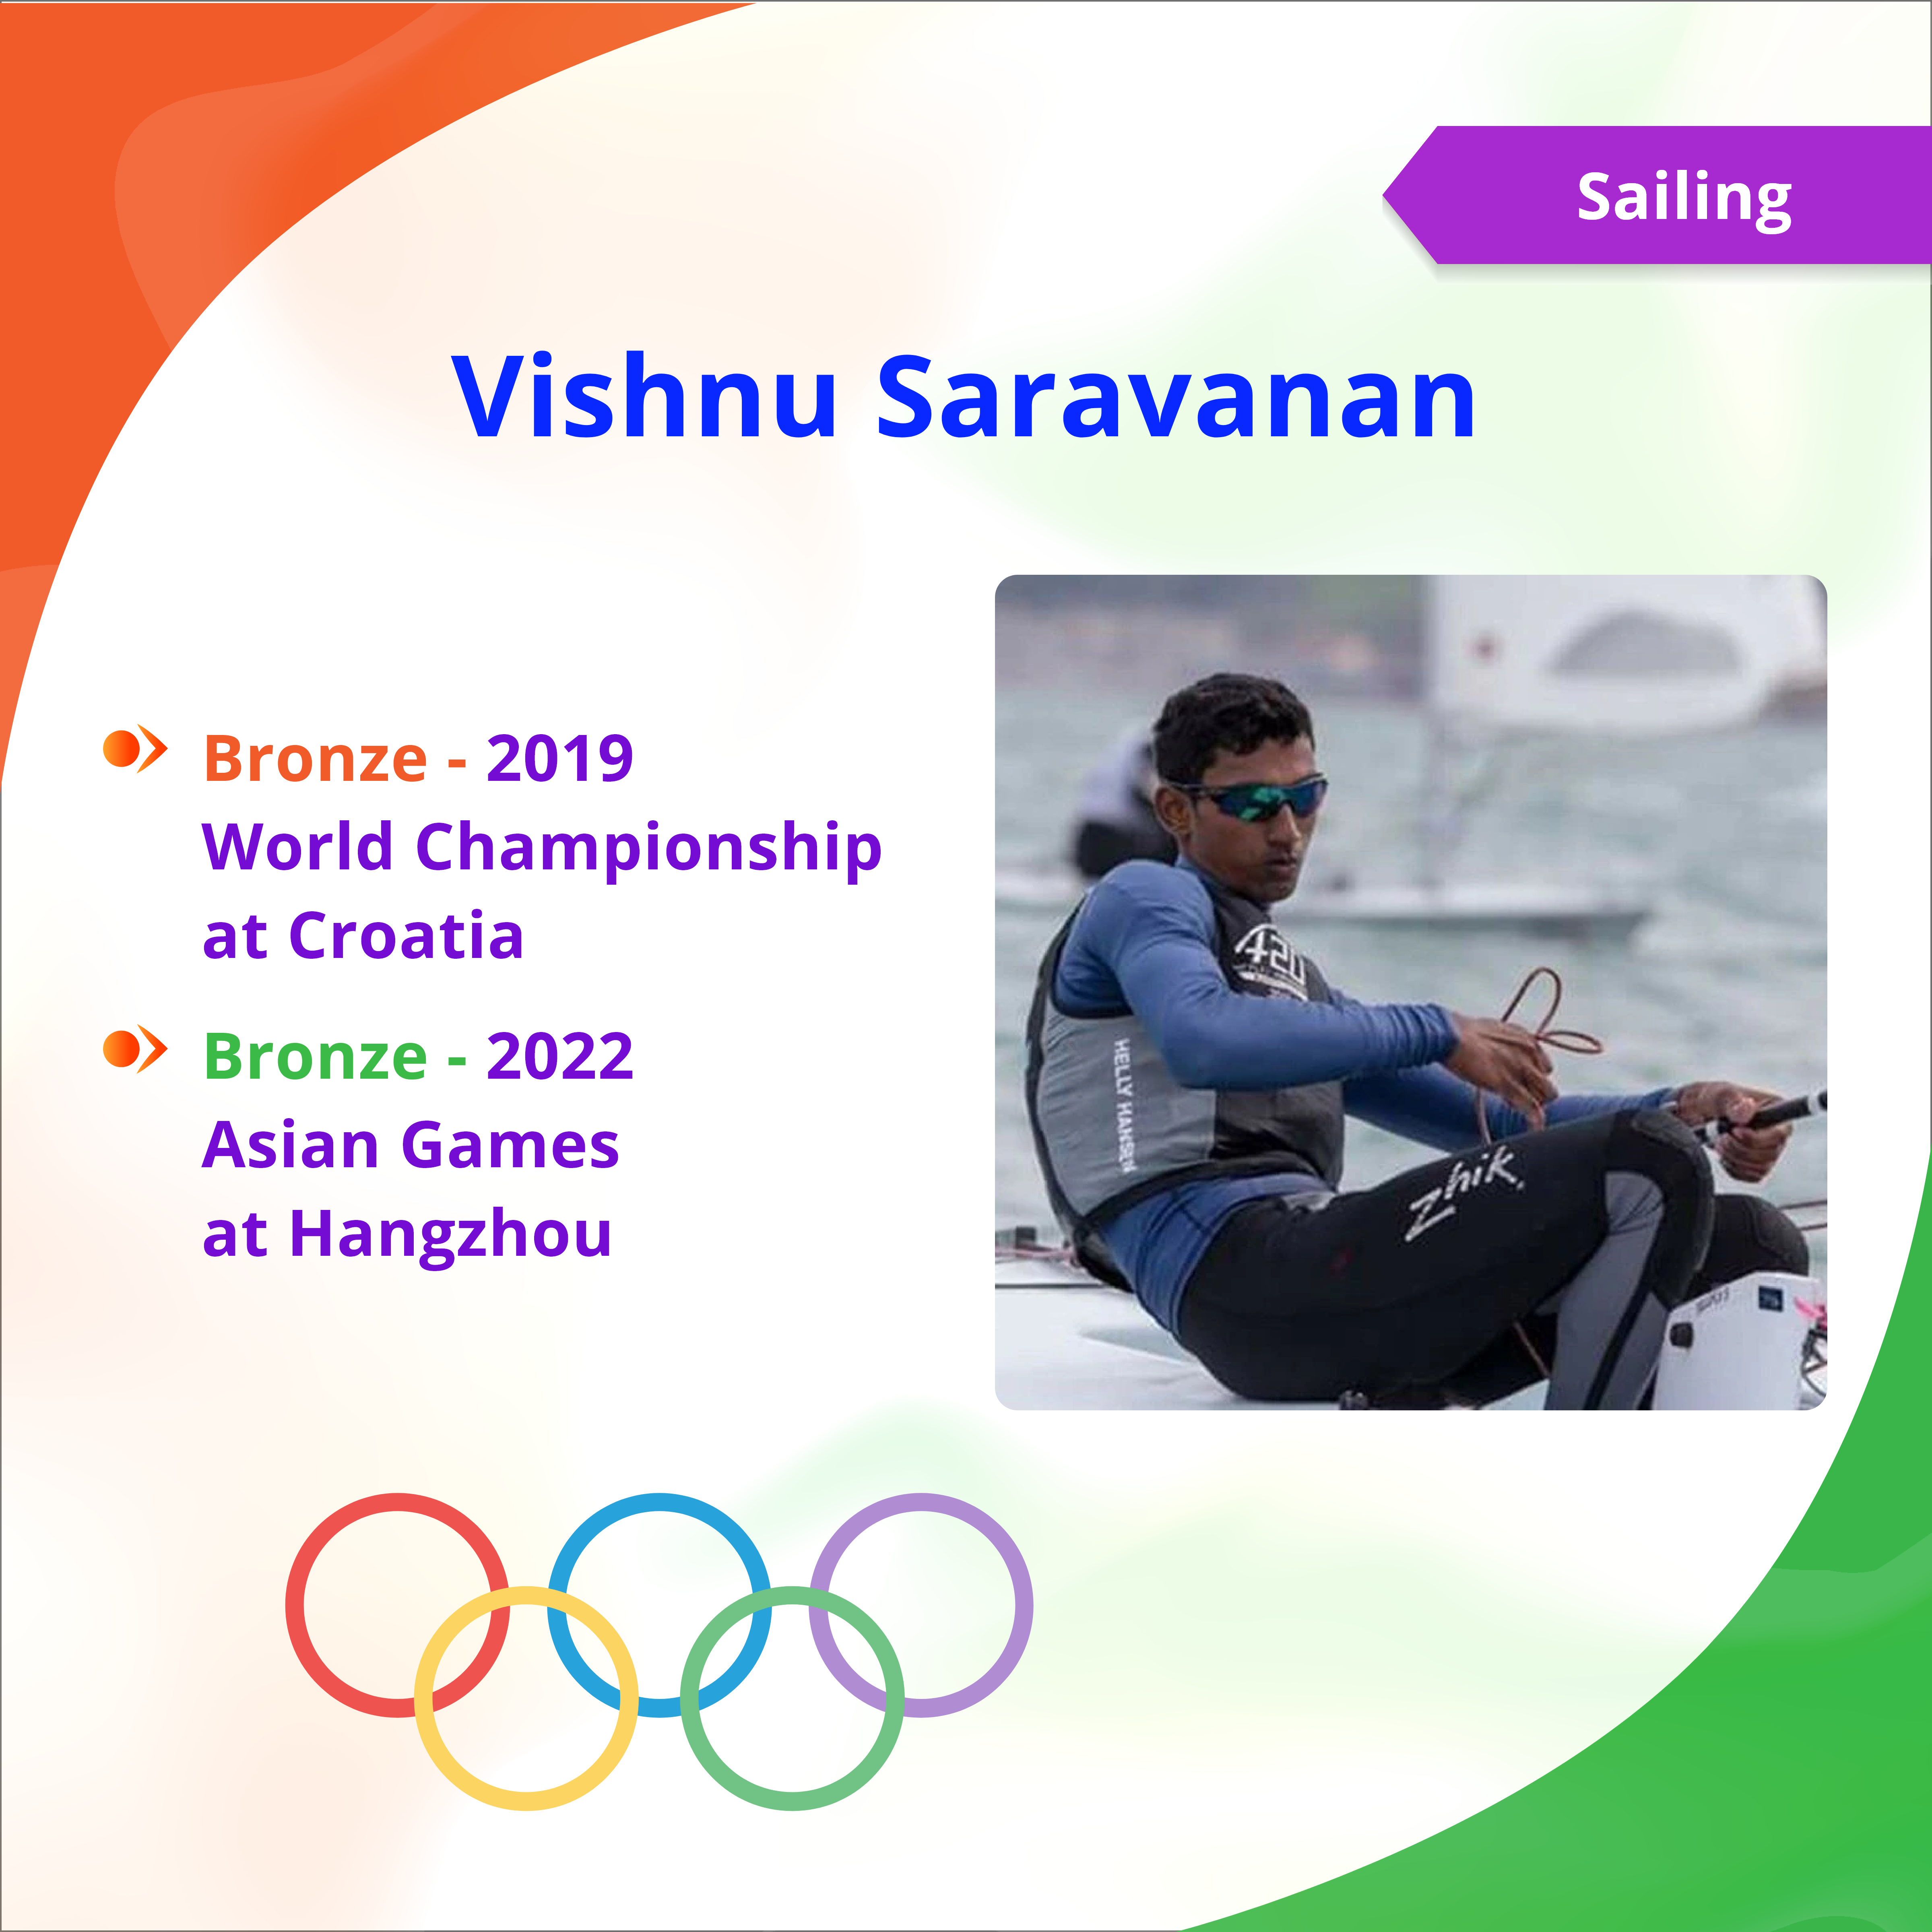 Sailing
Vishnu Saravanan
Bronze - 2019
World Championship
at Croatia
Bronze - 2022
Asian Games
at Hangzhou
420
HELLY HANSEN
Zhik.